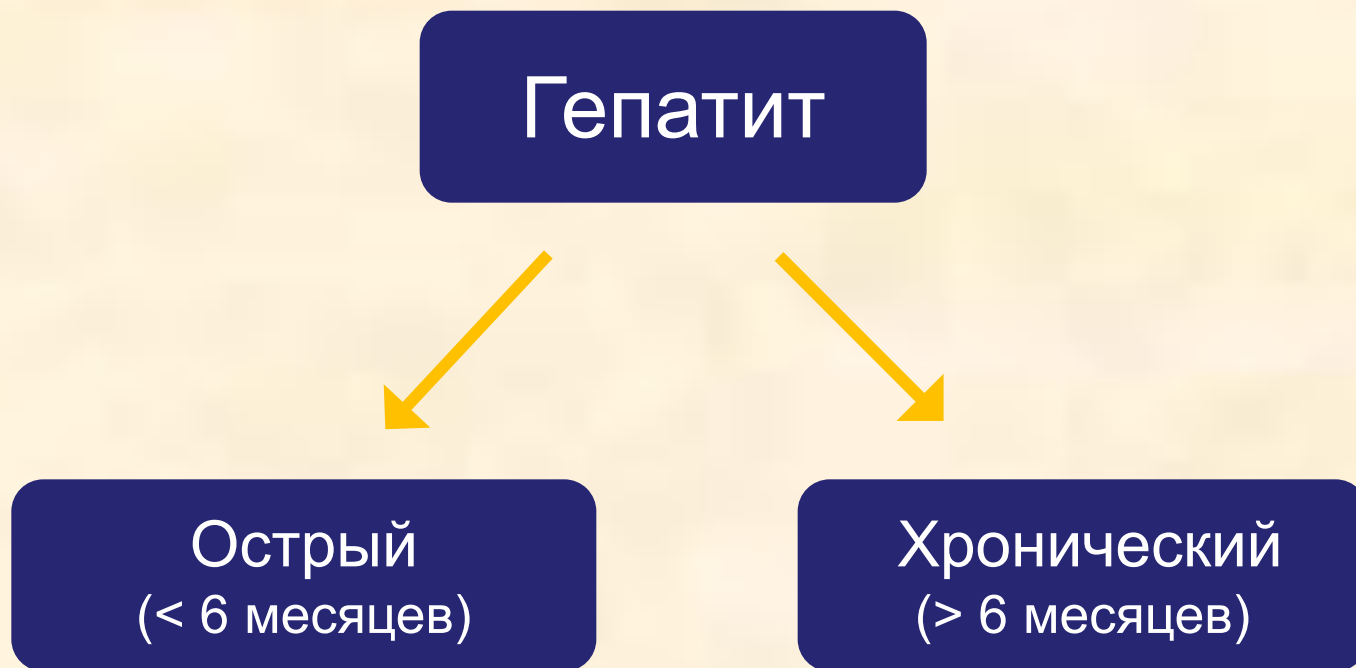 Гепатит
Острый
(< 6 месяцев)
Хронический
(> 6 месяцев)